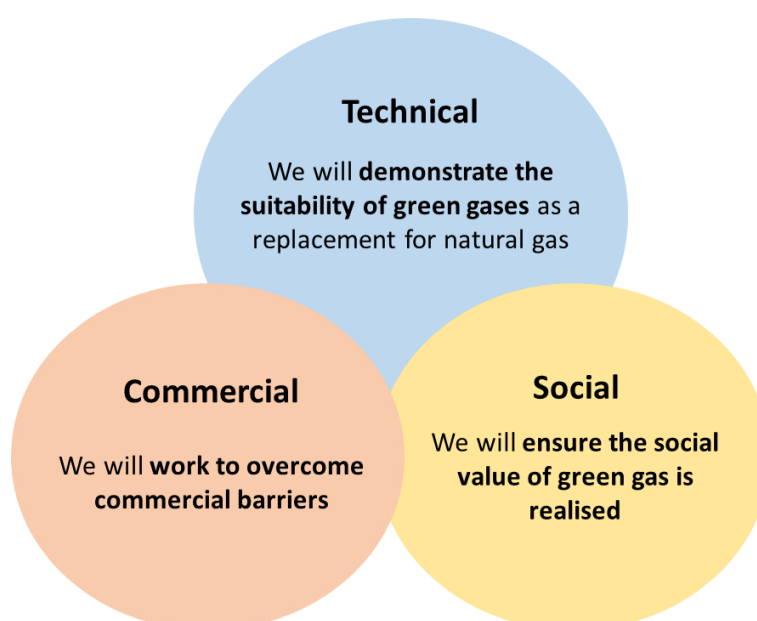 Technical
We will demonstrate the
suitability of green gases as a
replacement for natural gas
Commercial
We will work to overcome
commercial barriers
Social
We will ensure the social
value of green gas is
realised